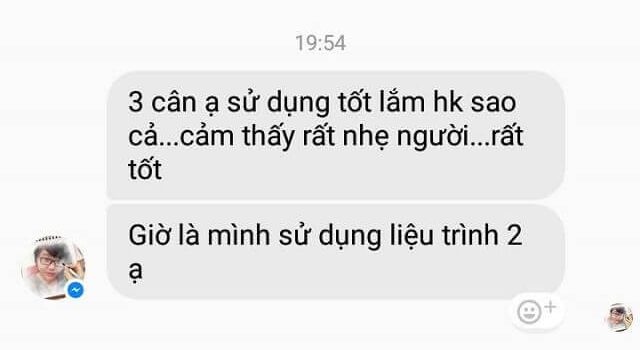 19:54
3 cân ạ sử dụng tốt lắm hk sao
cả...cảm thấy rất nhẹ người...rất
tốt
Giờ là mình sử dụng liệu trình 2
ạ